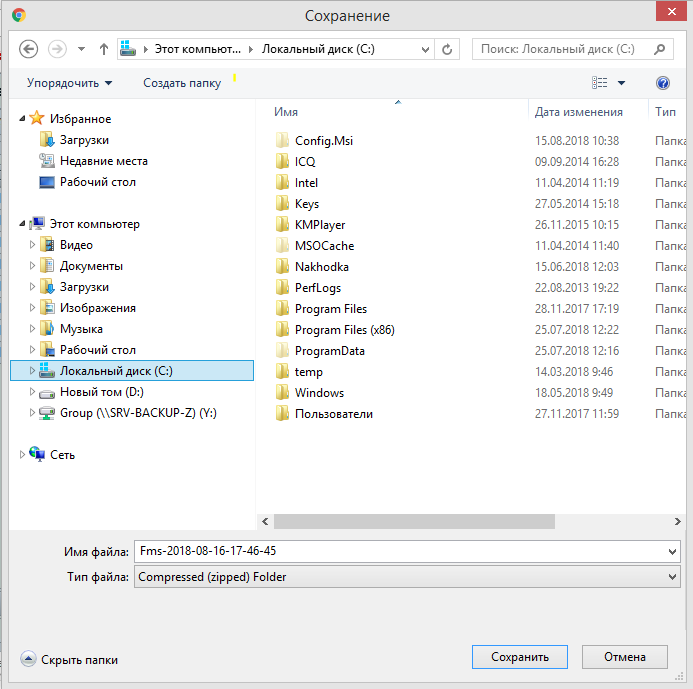 Сохранение
Этот компьют... Локальный диск (C:) Поиск: Локальный диск (C:)
Упорядочить Создать папку
Имя Дата изменения Тип
Избранное
Загрузки
Недавние места
Рабочий стол
Этот компьютер
Видео
Документы
Загрузки
Изображения
Музыка
Рабочий стол
Локальный диск (C:)
Новый том (D:)
Group (\\SRV-BACKUP-Z) (Y:)
Сеть
Config.Msi 15.08.2018 10:38 Папка
ICQ 09.09.2014 16:28 Папка
Intel 11.04.2014 11:19 Папка
Keys 27.05.2014 15:18 Папка
KMPlayer 26.11.2015 10:15 Папка
MSOCache 11.04.2014 11:40 Папка
Nakhodka 15.06.2018 12:03 Папка
PerfLogs 22.08.2013 19:22 Папка
Program Files 28.11.2017 17:19 Папка
Program Files (x86) 25.07.2018 12:22 Папка
ProgramData 25.07.2018 12:16 Папка
temp 14.03.2018 9:46 Папка
Windows 18.05.2018 9:49 Папка
Пользователи 27.11.2017 11:59 Папка
Имя файла: Fms-2018-08-16-17-46-45
Тип файла: Compressed (zipped) Folder
Скрыть папки Сохранить Отмена